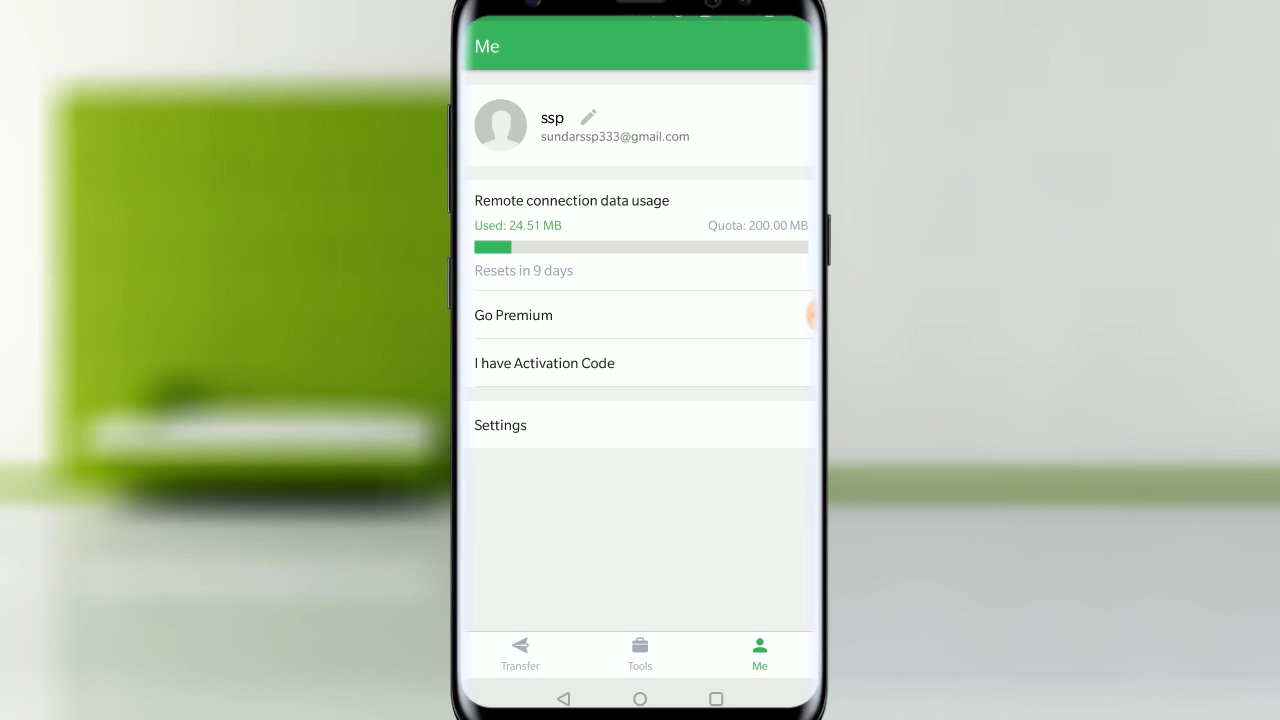 Me
ssp
sundarssp333@gmail.com
Remote connection data usage
Used: 24.51 MB Quota: 200.00 MB
Resets in 9 days
Go Premium
I have Activation Code
Settings
Transfer Tools Me